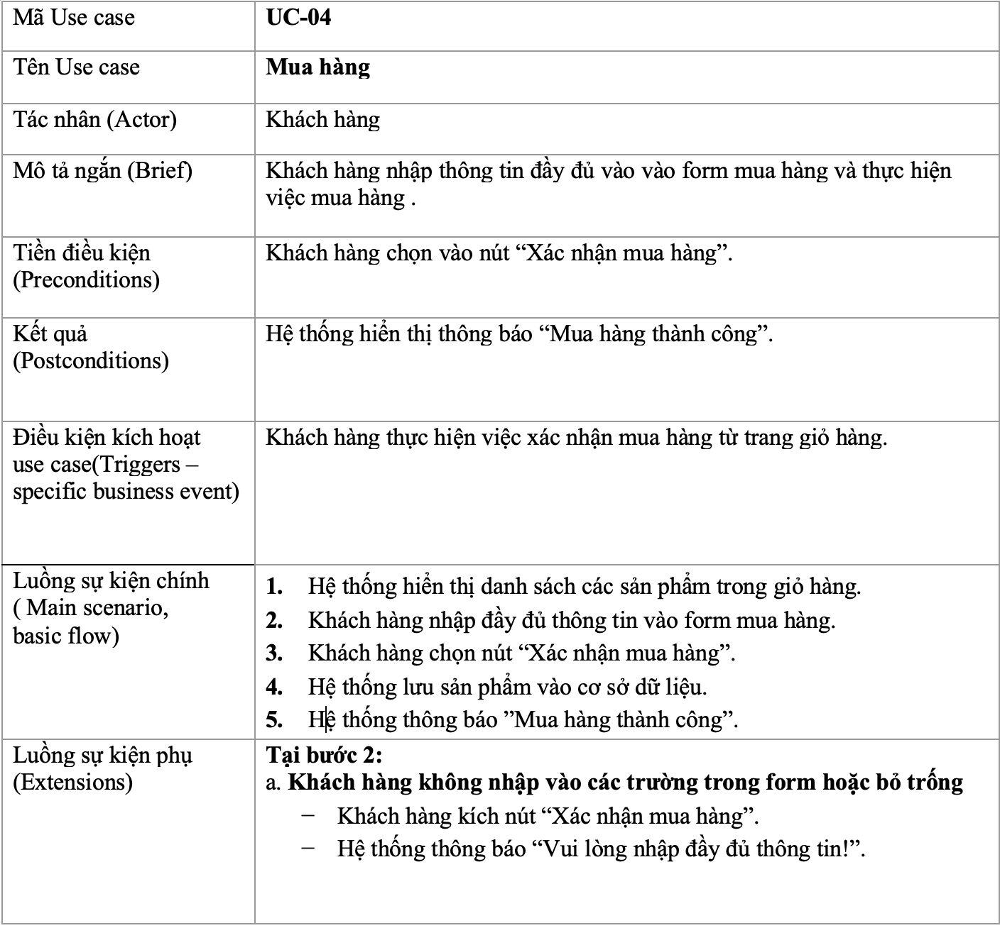 Mã Use case
UC-04
Tên Use case
Mua hàng
Tác nhân (Actor)
Khách hàng
Mô tả ngắn (Brief)
Khách hàng nhập thông tin đầy đủ vào vào form mua hàng và thực hiện
việc mua hàng .
Tiền điều kiện
(Preconditions)
Khách hàng chọn vào nút “Xác nhận mua hàng”.
Kết quả
(Postconditions)
Hệ thống hiển thị thông báo “Mua hàng thành công”.
Điều kiện kích hoạt
use case(Triggers –
specific business event)
Khách hàng thực hiện việc xác nhận mua hàng từ trang giỏ hàng.
Luồng sự kiện chính
( Main scenario,
basic flow)
1. Hệ thống hiển thị danh sách các sản phẩm trong giỏ hàng.
2. Khách hàng nhập đầy đủ thông tin vào form mua hàng.
3. Khách hàng chọn nút “Xác nhận mua hàng”.
4. Hệ thống lưu sản phẩm vào cơ sở dữ liệu.
5. Hệ thống thông báo ”Mua hàng thành công”.
Luồng sự kiện phụ
(Extensions)
Tại bước 2:
a. Khách hàng không nhập vào các trường trong form hoặc bỏ trống
− Khách hàng kích nút “Xác nhận mua hàng”.
− Hệ thống thông báo “Vui lòng nhập đầy đủ thông tin!”.